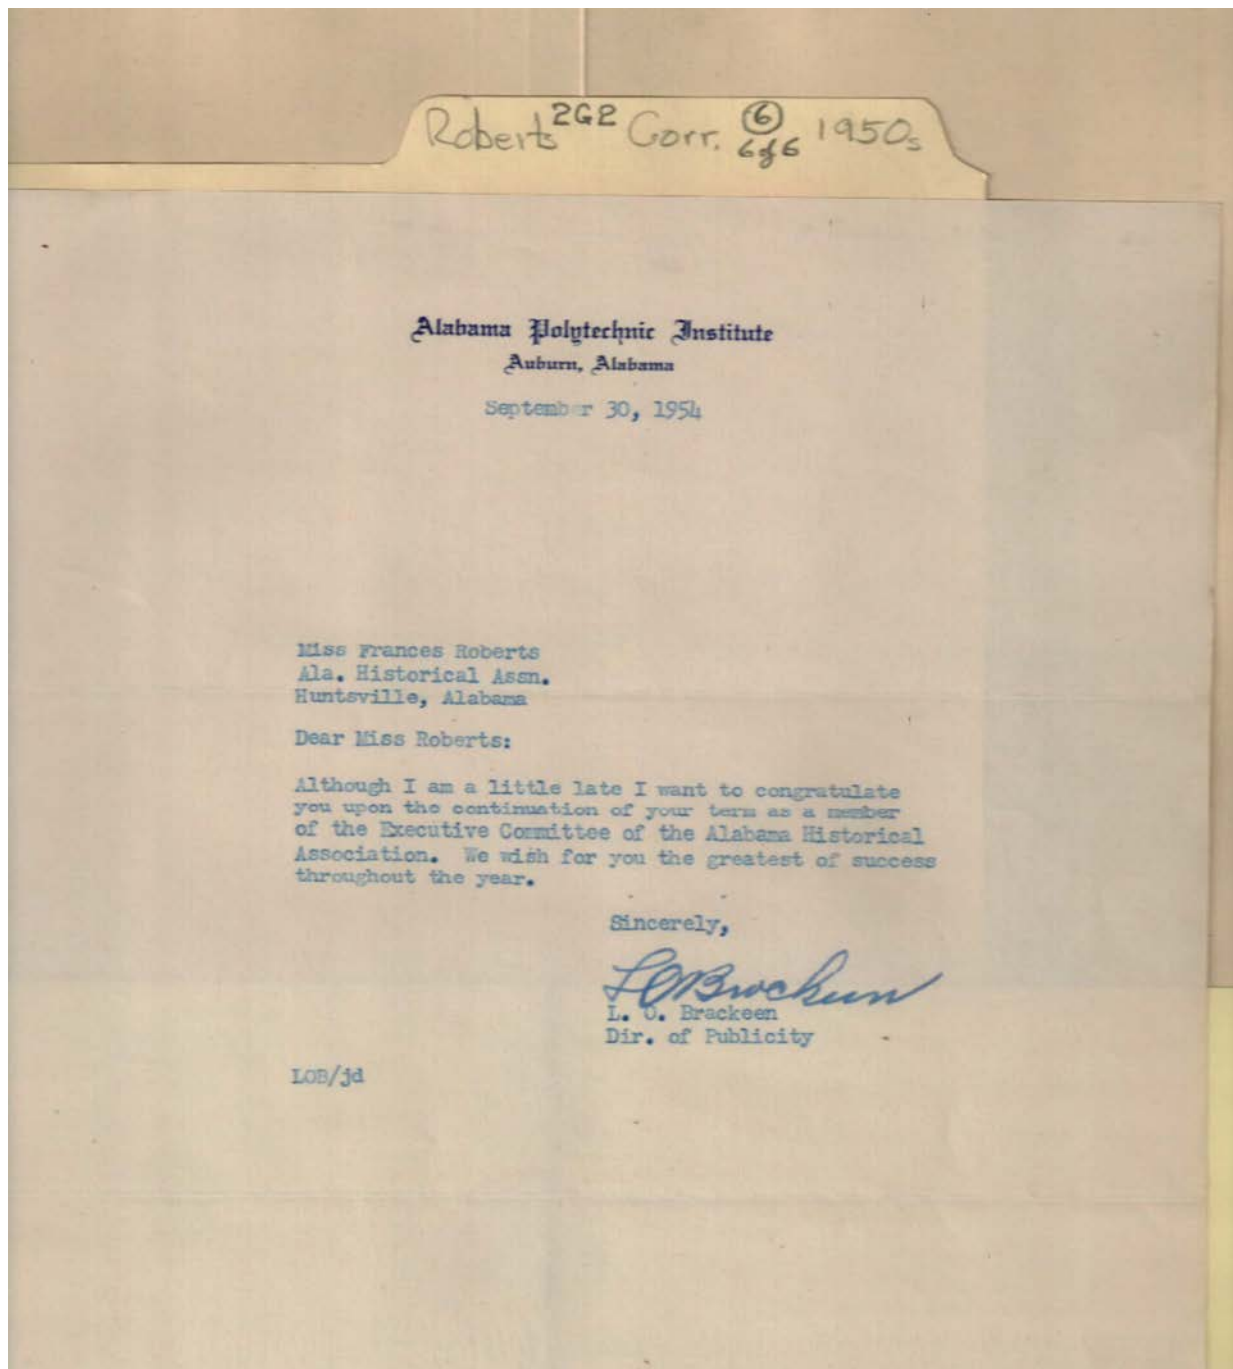 Roberts 2G2 Corr. 6 6 of 6 1950s
Alabama Polytechnic Institute
Auburn, Alabama
September 30, 1954
Miss Frances Roberts
Ala. Historical Assn.
Huntsville, Alabama
Dear Miss Roberts:
Although I am a little late I want to congratulate
you upon the continuation of your term as a member
of the Executive Committee of the Alabama Historical
Association. We wish for you the greatest of success
throughout the year.
Sincerely,
L O Brackeen
L. O. Brackeen
Dir. of Publicity
LOB/jd